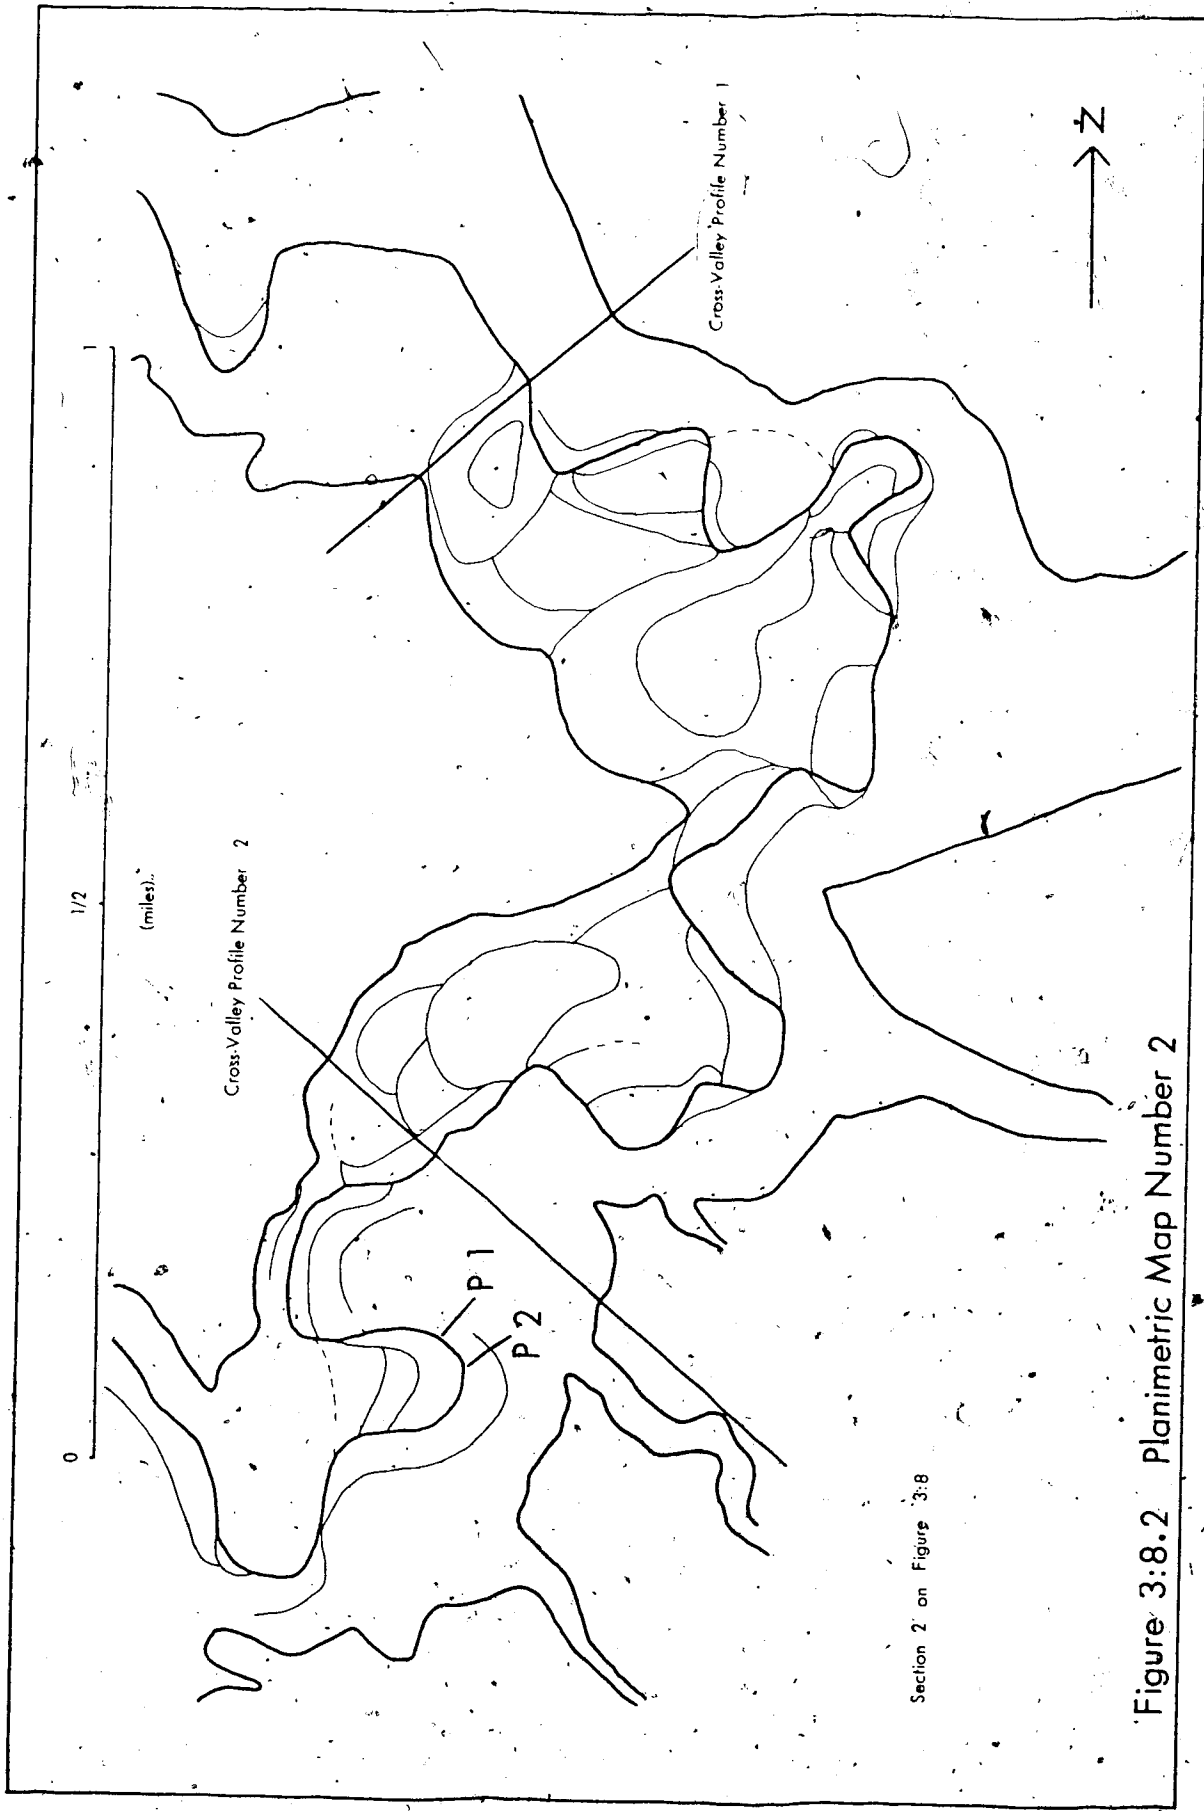 0
1/2
1
(miles)
Cross-Valley Profile Number 2
Cross-Valley Profile Number 1
N
P 1
P 2
Section 2 on Figure 3:8
Figure 3:8.2 Planimetric Map Number 2